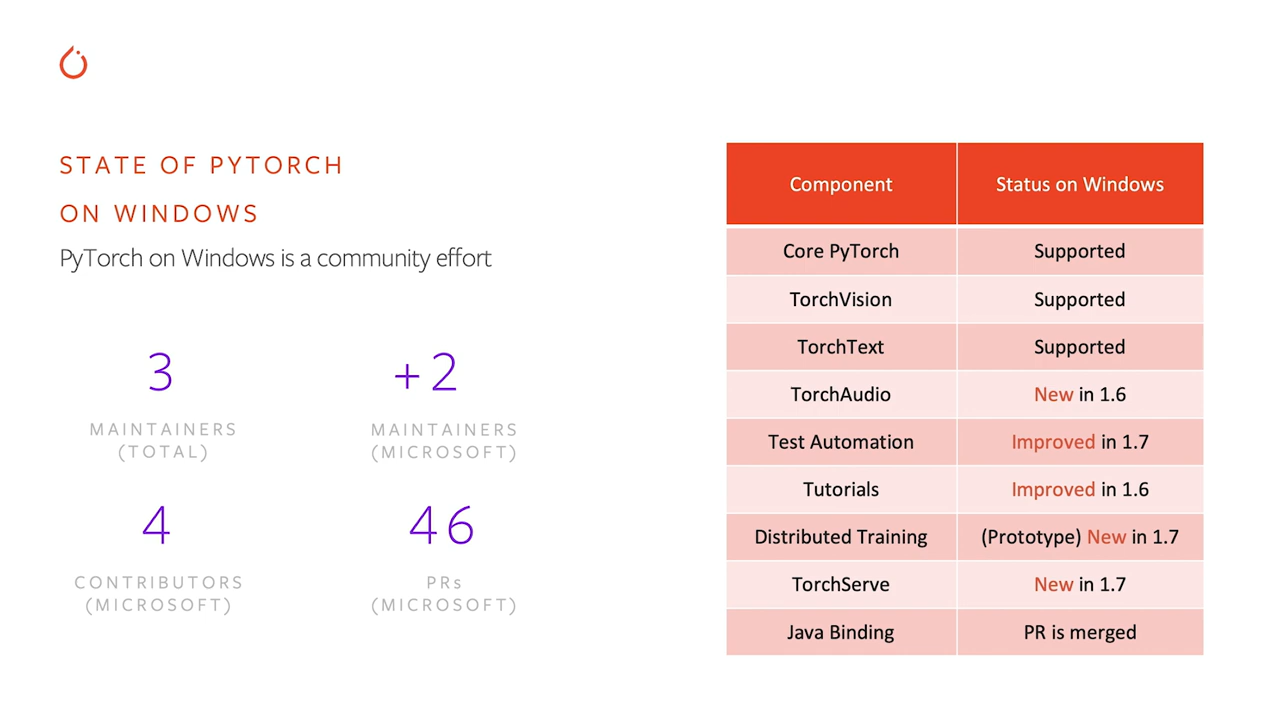 STATE OF PYTORCH
ON WINDOWS
PyTorch on Windows is a community effort
3
MAINTAINERS
(TOTAL)
+2
MAINTAINERS
(MICROSOFT)
4
CONTRIBUTORS
(MICROSOFT)
46
PRs
(MICROSOFT)
Component Status on Windows
Core PyTorch Supported
TorchVision Supported
TorchText Supported
TorchAudio New in 1.6
Test Automation Improved in 1.7
Tutorials Improved in 1.6
Distributed Training (Prototype) New in 1.7
TorchServe New in 1.7
Java Binding PR is merged